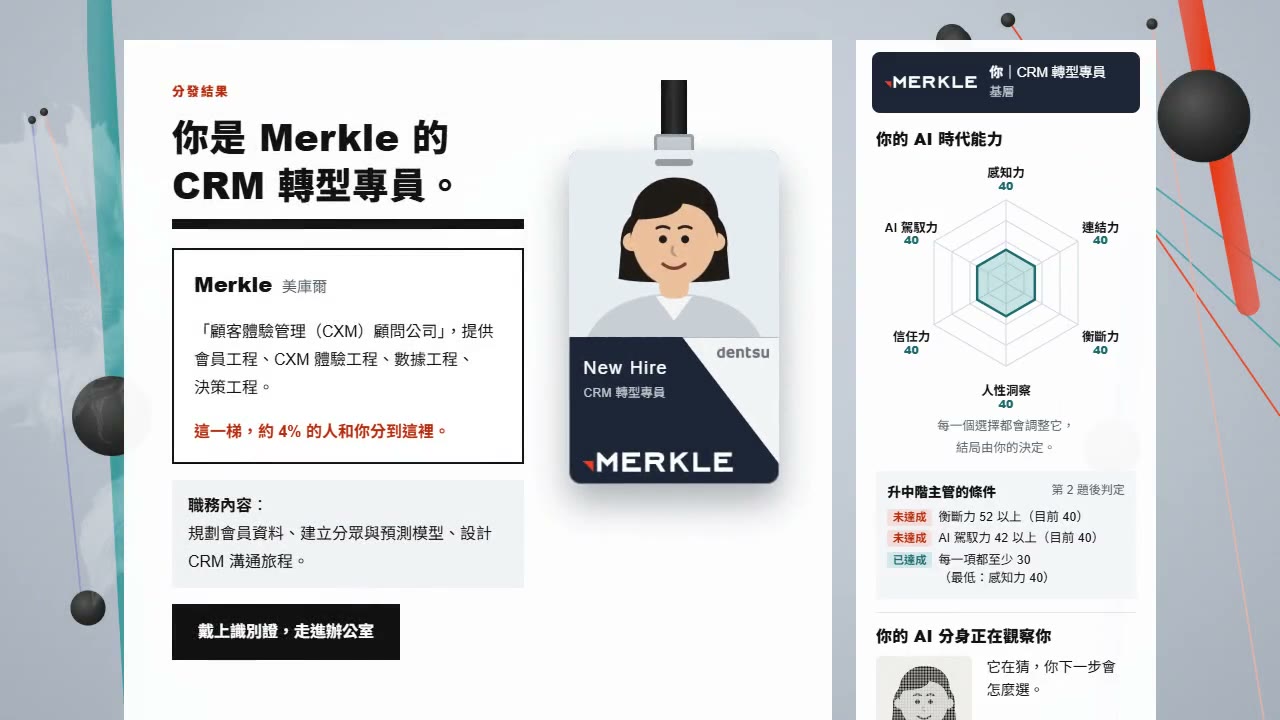 分發結果
你是 Merkle 的
CRM 轉型專員。
Merkle 美庫爾
「顧客體驗管理（CXM）顧問公司」，提供
會員工程、CXM 體驗工程、數據工程、
決策工程。
這一梯，約 4% 的人和你分到這裡。
職務內容：
規劃會員資料、建立分眾與預測模型、設計
CRM 溝通旅程。
戴上識別證，走進辦公室
dentsu
New Hire
CRM 轉型專員
MERKLE
MERKLE
你｜CRM 轉型專員
基層
你的 AI 時代能力
感知力
40
AI 駕馭力
40
連結力
40
信任力
40
衡斷力
40
人性洞察
40
每一個選擇都會調整它，
結局由你的決定。
升中階主管的條件
第 2 題後判定
未達成 衡斷力 52 以上（目前 40）
未達成 AI 駕馭力 42 以上（目前 40）
已達成 每一項都至少 30
（最低：感知力 40）
你的 AI 分身正在觀察你
它在猜，你下一步會
怎麼選。